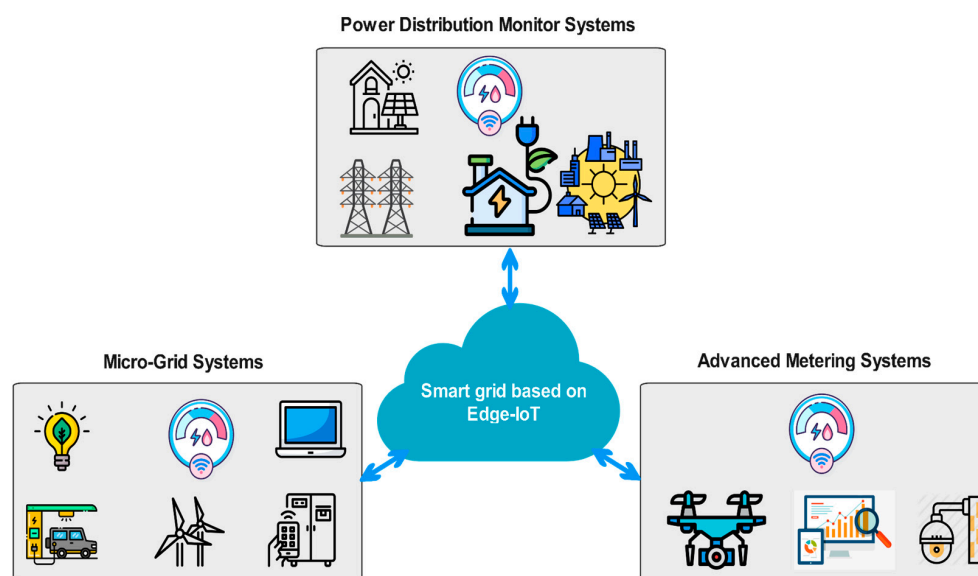 Power Distribution Monitor Systems
Micro-Grid Systems
Advanced Metering Systems
Smart grid based on
Edge-IoT